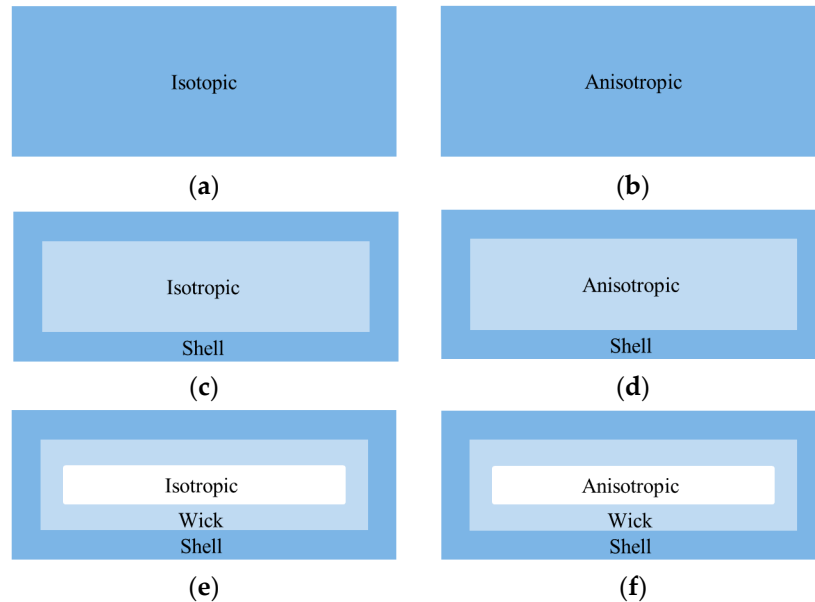 Isotopic
Anisotropic
(a)
(b)
Isotropic
Shell
Anisotropic
Shell
(c)
(d)
Isotropic
Wick
Shell
Anisotropic
Wick
Shell
(e)
(f)